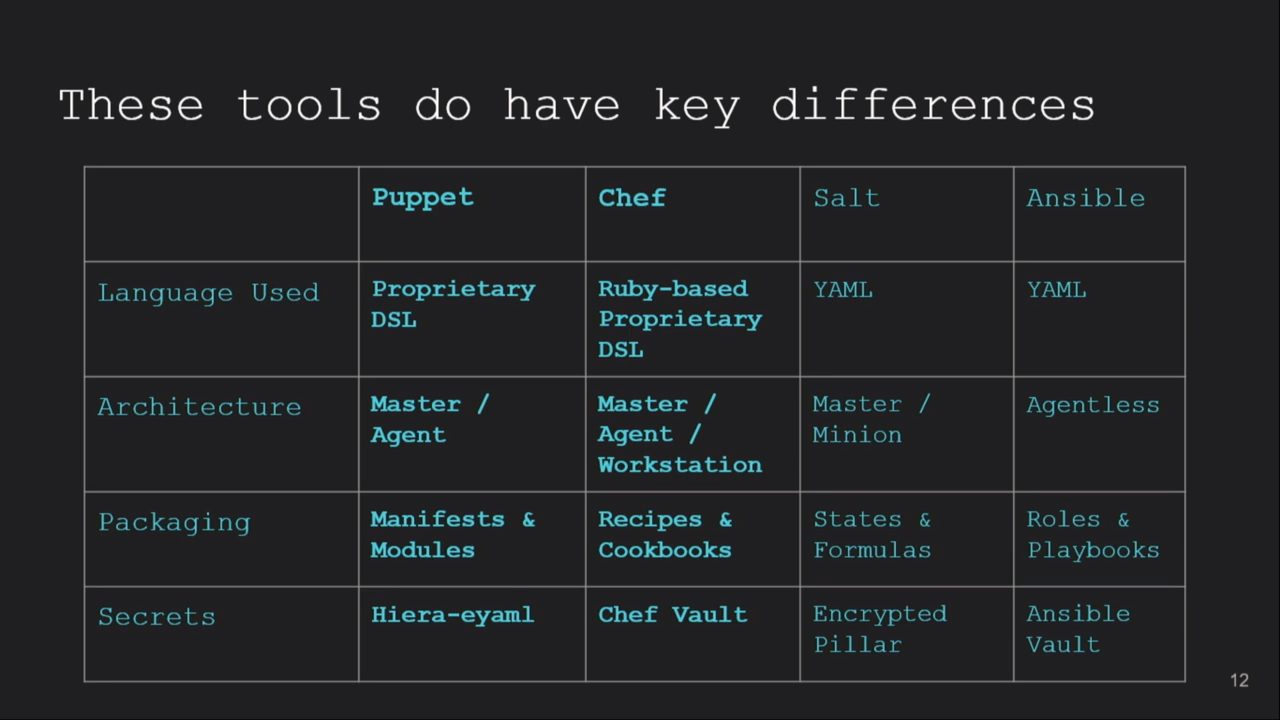 These tools do have key differences
Puppet
Chef
Salt
Ansible
Language Used
Proprietary
DSL
Ruby-based
Proprietary
DSL
YAML
YAML
Architecture
Master /
Agent
Master /
Agent /
Workstation
Master /
Minion
Agentless
Packaging
Manifests &
Modules
Recipes &
Cookbooks
States &
Formulas
Roles &
Playbooks
Secrets
Hiera-eyaml
Chef Vault
Encrypted
Pillar
Ansible
Vault
12